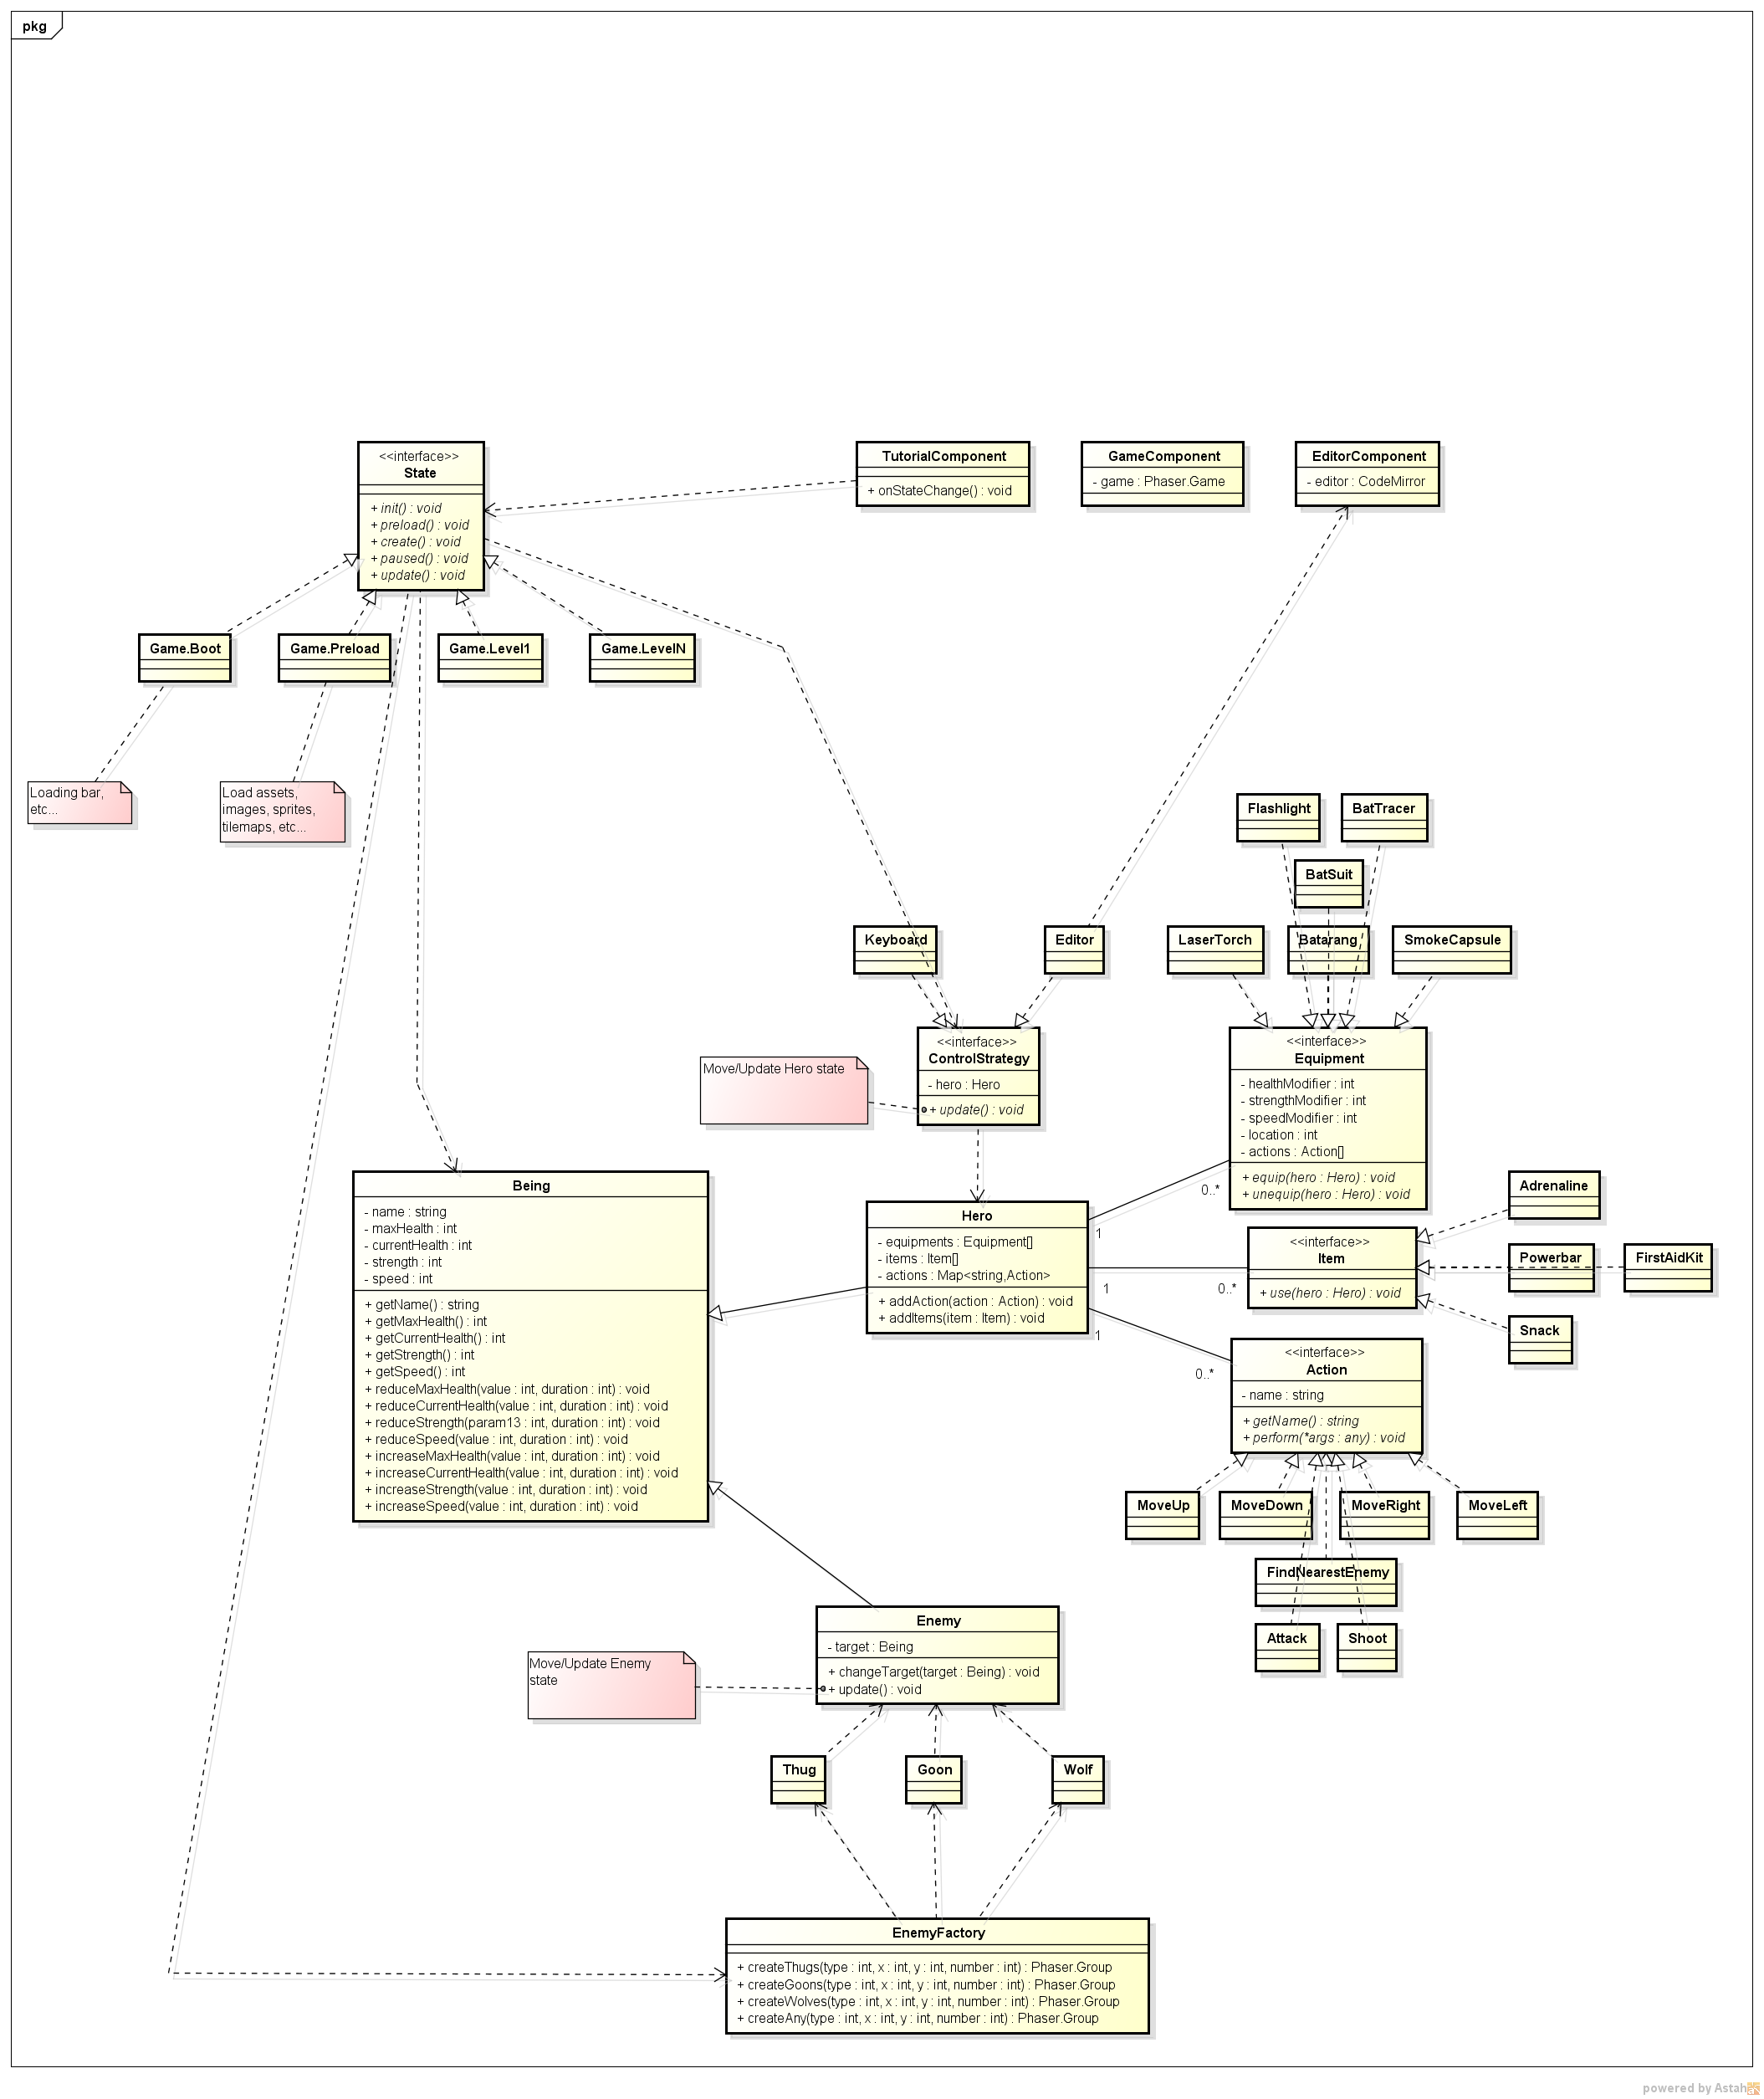 pkg
<<interface>>
State
+ init() : void
+ preload() : void
+ create() : void
+ paused() : void
+ update() : void
TutorialComponent
+ onStateChange() : void
GameComponent
- game : Phaser.Game
EditorComponent
- editor : CodeMirror
Game.Boot
Game.Preload
Game.Level1
Game.LevelN
Loading bar,
etc...
Load assets,
images, sprites,
tilemaps, etc...
Flashlight
BatTracer
BatSuit
Keyboard
Editor
LaserTorch
Batarang
SmokeCapsule
<<interface>>
ControlStrategy
- hero : Hero
+ update() : void
Move/Update Hero state
<<interface>>
Equipment
- healthModifier : int
- strengthModifier : int
- speedModifier : int
- location : int
- actions : Action[]
+ equip(hero : Hero) : void
+ unequip(hero : Hero) : void
Being
- name : string
- maxHealth : int
- currentHealth : int
- strength : int
- speed : int
+ getName() : string
+ getMaxHealth() : int
+ getCurrentHealth() : int
+ getStrength() : int
+ getSpeed() : int
+ reduceMaxHealth(value : int, duration : int) : void
+ reduceCurrentHealth(value : int, duration : int) : void
+ reduceStrength(param13 : int, duration : int) : void
+ reduceSpeed(value : int, duration : int) : void
+ increaseMaxHealth(value : int, duration : int) : void
+ increaseCurrentHealth(value : int, duration : int) : void
+ increaseStrength(value : int, duration : int) : void
+ increaseSpeed(value : int, duration : int) : void
Hero
- equipments : Equipment[]
- items : Item[]
- actions : Map<string,Action>
+ addAction(action : Action) : void
+ addItems(item : Item) : void
1
0..*
1
0..*
1
0..*
<<interface>>
Item
+ use(hero : Hero) : void
Adrenaline
Powerbar
FirstAidKit
Snack
<<interface>>
Action
- name : string
+ getName() : string
+ perform(*args : any) : void
MoveUp
MoveDown
MoveRight
MoveLeft
FindNearestEnemy
Attack
Shoot
Enemy
- target : Being
+ changeTarget(target : Being) : void
+ update() : void
Move/Update Enemy
state
Thug
Goon
Wolf
EnemyFactory
+ createThugs(type : int, x : int, y : int, number : int) : Phaser.Group
+ createGoons(type : int, x : int, y : int, number : int) : Phaser.Group
+ createWolves(type : int, x : int, y : int, number : int) : Phaser.Group
+ createAny(type : int, x : int, y : int, number : int) : Phaser.Group
powered by Astah